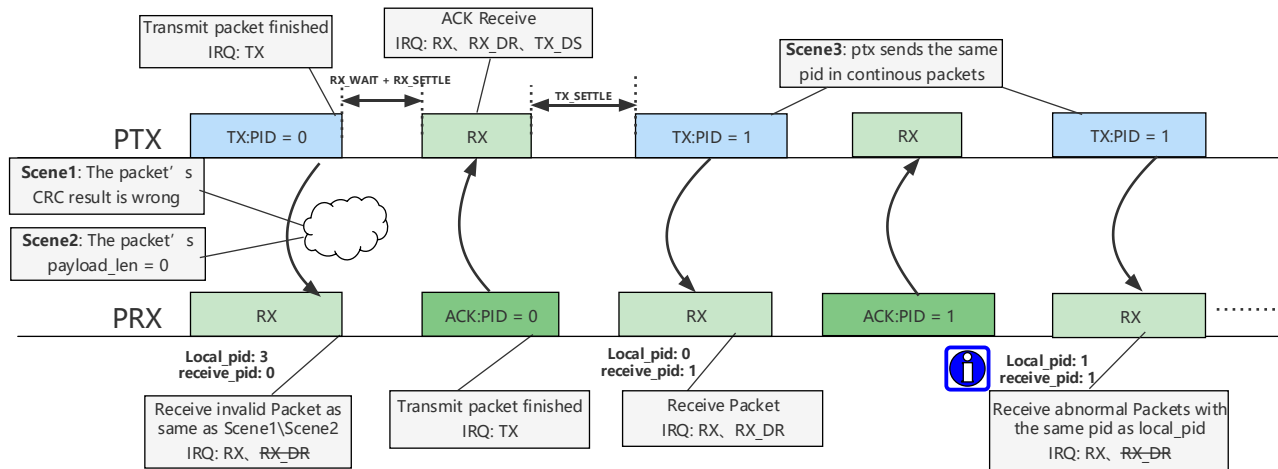 Transmit packet finished
IRQ: TX
ACK Receive
IRQ: RX、RX_DR、TX_DS
Scene3: ptx sends the same
pid in continous packets
RX_WAIT + RX_SETTLE
TX_SETTLE
PTX
TX:PID = 0
RX
TX:PID = 1
RX
TX:PID = 1
Scene1: The packet’s
CRC result is wrong
Scene2: The packet’s
payload_len = 0
PRX
RX
ACK:PID = 0
RX
ACK:PID = 1
RX
Local_pid: 3
receive_pid: 0
Local_pid: 0
receive_pid: 1
Local_pid: 1
receive_pid: 1
Receive invalid Packet as
same as Scene1\Scene2
IRQ: RX、RX_DR
Transmit packet finished
IRQ: TX
Receive Packet
IRQ: RX、RX_DR
Receive abnormal Packets with
the same pid as local_pid
IRQ: RX、RX_DR